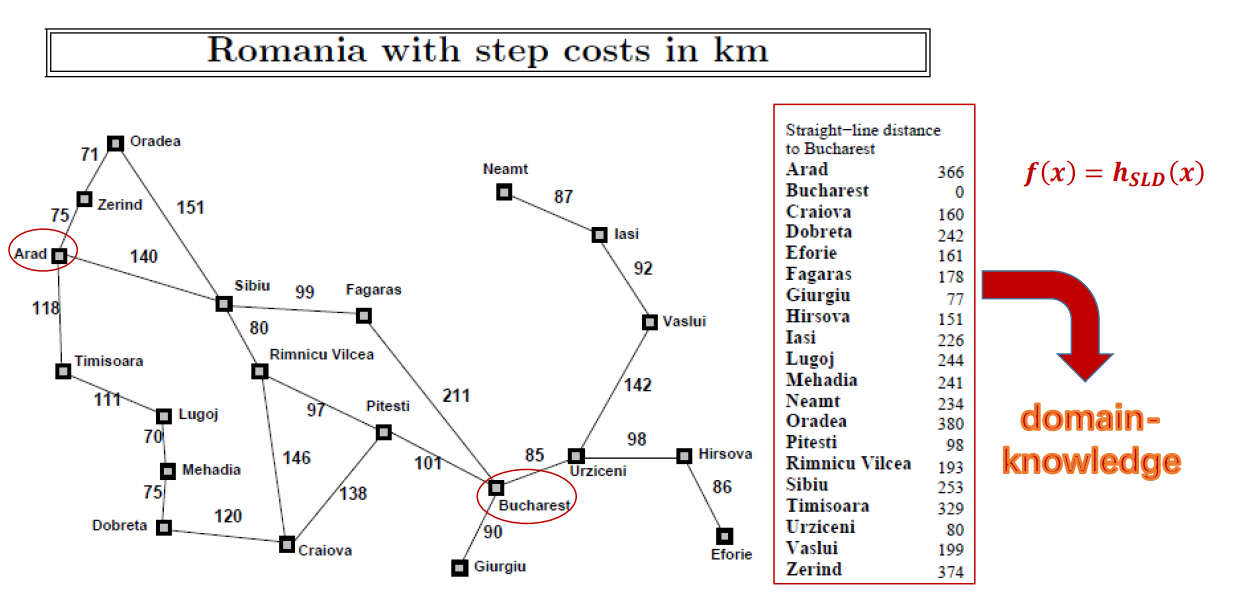 Romania with step costs in km
Oradea
71
Neamt
87
Zerind
151
75
Iasi
Arad
140
92
Sibiu
99
Fagaras
118
80
Vaslui
Rimnicu Vilcea
Timisoara
142
111
211
97
Pitesti
Lugoj
70
98
Hirsova
146
85
101
Urziceni
Mehadia
86
75
138
Bucharest
120
Dobreta
90
Craiova
Eforie
Giurgiu
Straight−line distance
to Bucharest
Arad 366
Bucharest 0
Craiova 160
Dobreta 242
Eforie 161
Fagaras 178
Giurgiu 77
Hirsova 151
Iasi 226
Lugoj 244
Mehadia 241
Neamt 234
Oradea 380
Pitesti 98
Rimnicu Vilcea 193
Sibiu 253
Timisoara 329
Urziceni 80
Vaslui 199
Zerind 374
f(x) = h_SLD(x)
domain-
knowledge